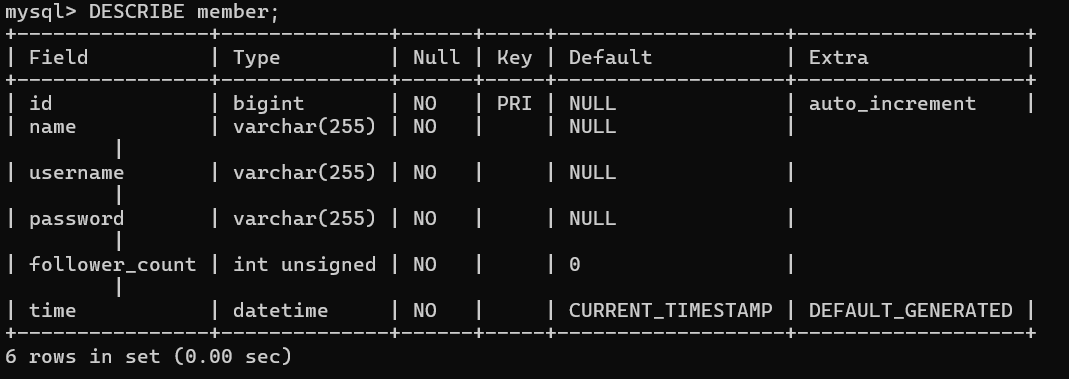 mysql> DESCRIBE member;
+----------------+--------------+------+-----+-------------------+-------------------+
| Field          | Type         | Null | Key | Default           | Extra             |
+----------------+--------------+------+-----+-------------------+-------------------+
| id             | bigint       | NO   | PRI | NULL              | auto_increment    |
| name           | varchar(255) | NO   |     | NULL              |
         |
| username       | varchar(255) | NO   |     | NULL              |
         |
| password       | varchar(255) | NO   |     | NULL              |
         |
| follower_count | int unsigned | NO   |     | 0                 |
         |
| time           | datetime     | NO   |     | CURRENT_TIMESTAMP | DEFAULT_GENERATED |
+----------------+--------------+------+-----+-------------------+-------------------+
6 rows in set (0.00 sec)